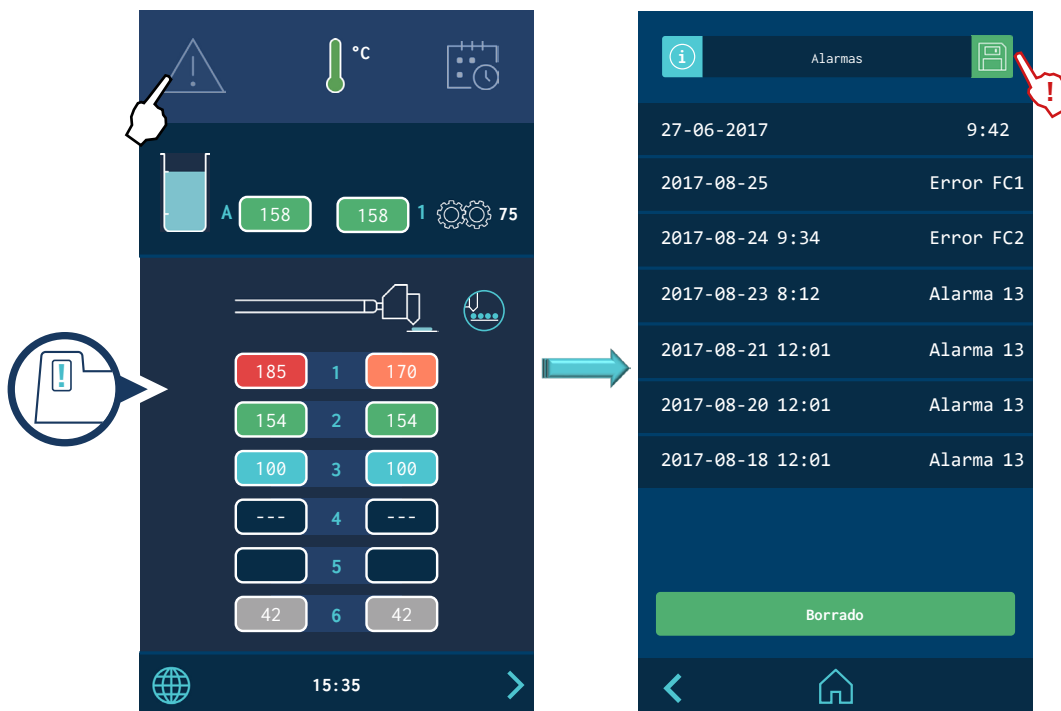 °C
A 158 158 1 75
!
185 1 170
154 2 154
100 3 100
--- 4 ---
5
42 6 42
15:35
i Alarmas
!
27-06-2017 9:42
2017-08-25 Error FC1
2017-08-24 9:34 Error FC2
2017-08-23 8:12 Alarma 13
2017-08-21 12:01 Alarma 13
2017-08-20 12:01 Alarma 13
2017-08-18 12:01 Alarma 13
Borrado